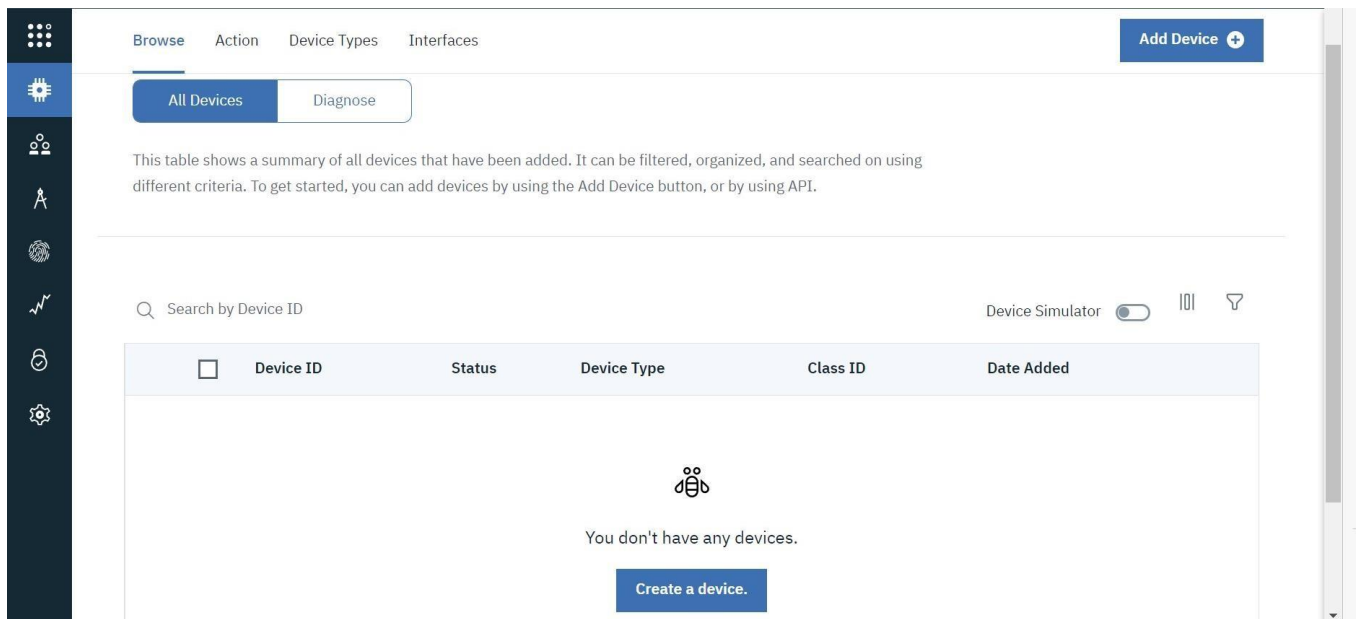 Browse Action Device Types Interfaces Add Device
All Devices Diagnose
This table shows a summary of all devices that have been added. It can be filtered, organized, and searched on using
different criteria. To get started, you can add devices by using the Add Device button, or by using API.
Search by Device ID Device Simulator
Device ID Status Device Type Class ID Date Added
You don't have any devices.
Create a device.